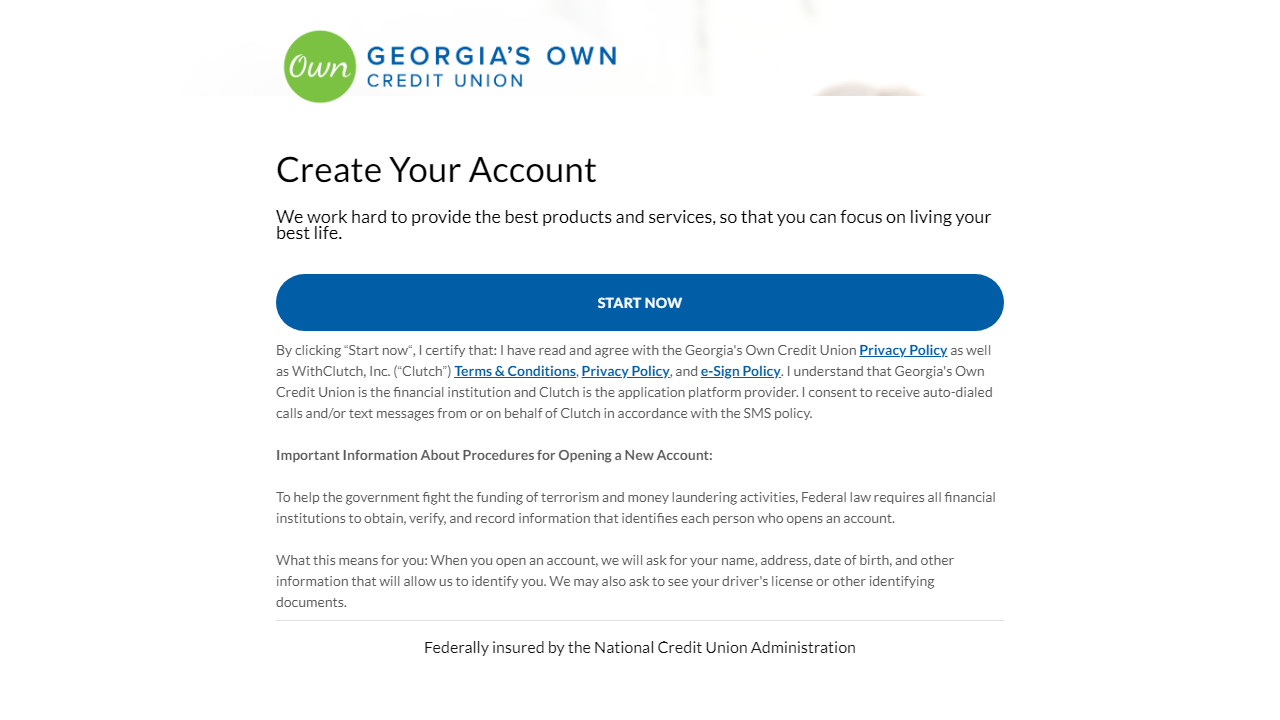 Own
GEORGIA'S OWN
CREDIT UNION
Create Your Account
We work hard to provide the best products and services, so that you can focus on living your
best life.
START NOW
By clicking “Start now“, I certify that: I have read and agree with the Georgia's Own Credit Union Privacy Policy as well
as WithClutch, Inc. (“Clutch”) Terms & Conditions, Privacy Policy, and e-Sign Policy. I understand that Georgia's Own
Credit Union is the financial institution and Clutch is the application platform provider. I consent to receive auto-dialed
calls and/or text messages from or on behalf of Clutch in accordance with the SMS policy.
Important Information About Procedures for Opening a New Account:
To help the government fight the funding of terrorism and money laundering activities, Federal law requires all financial
institutions to obtain, verify, and record information that identifies each person who opens an account.
What this means for you: When you open an account, we will ask for your name, address, date of birth, and other
information that will allow us to identify you. We may also ask to see your driver's license or other identifying
documents.
Federally insured by the National Credit Union Administration